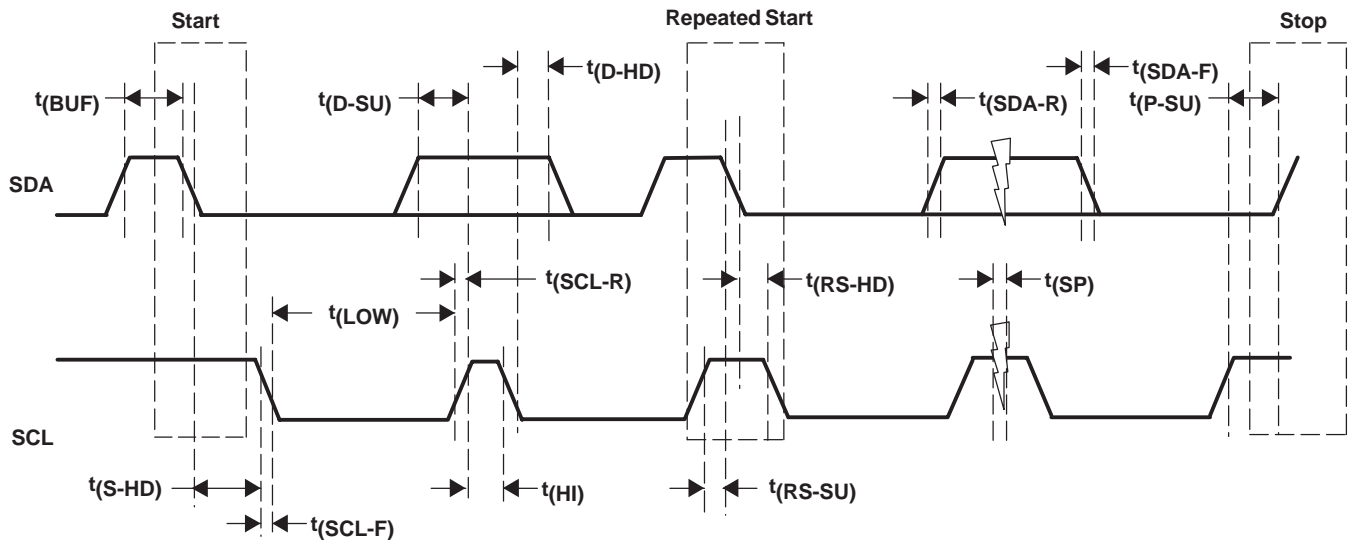 Start
Repeated Start
Stop
t(D-HD)
t(SDA-F)
t(BUF)
t(D-SU)
t(SDA-R)
t(P-SU)
SDA
t(SCL-R)
t(RS-HD)
t(SP)
t(LOW)
SCL
t(S-HD)
t(HI)
t(RS-SU)
t(SCL-F)